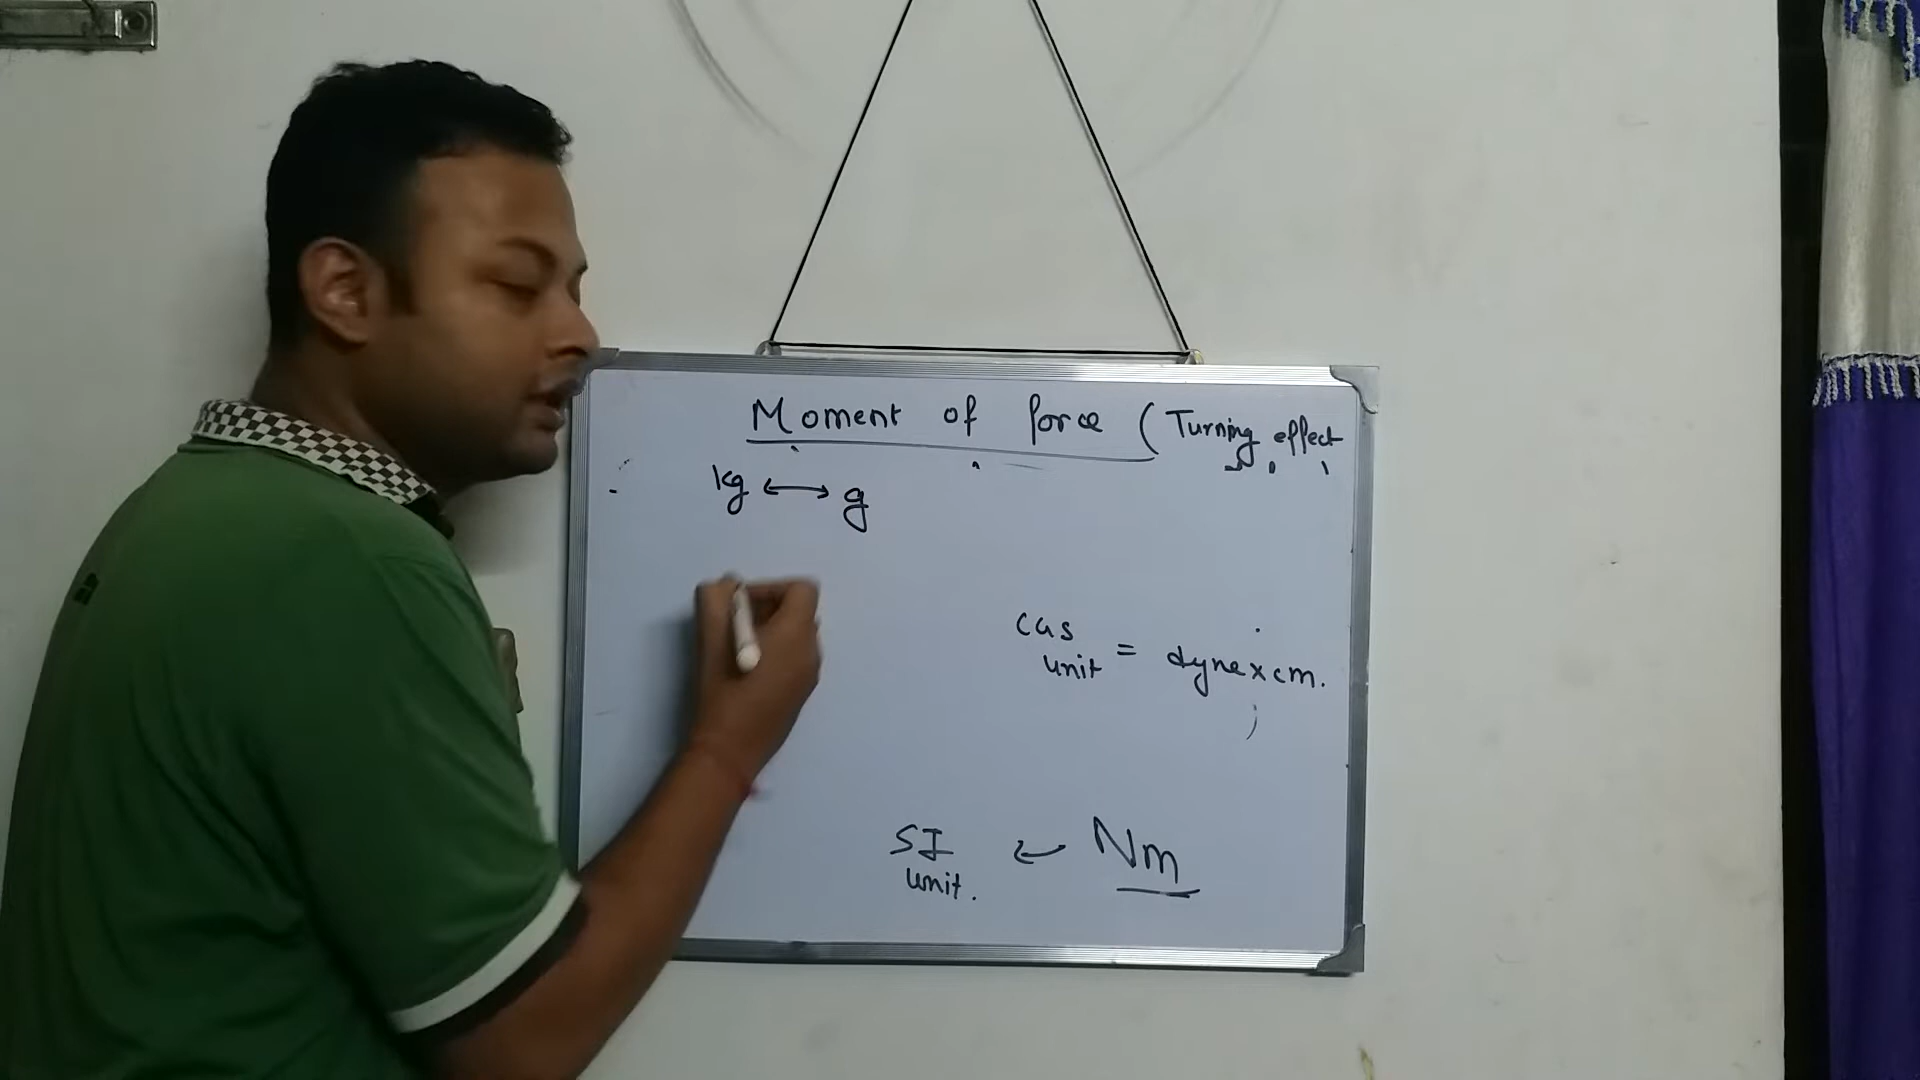 Moment of force (Turning effect
kg ↔ g
CGS
unit = dyne x cm.
SI ← Nm
unit.